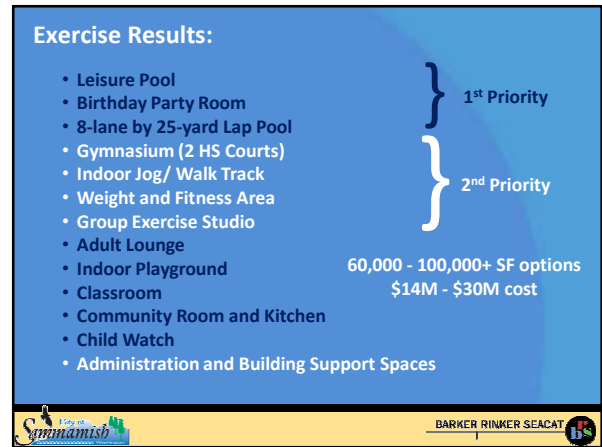 Exercise Results:
• Leisure Pool
• Birthday Party Room
• 8-lane by 25-yard Lap Pool
1st Priority
• Gymnasium (2 HS Courts)
• Indoor Jog/ Walk Track
• Weight and Fitness Area
• Group Exercise Studio
2nd Priority
• Adult Lounge
• Indoor Playground
• Classroom
• Community Room and Kitchen
• Child Watch
• Administration and Building Support Spaces
60,000 - 100,000+ SF options
$14M - $30M cost
City of
Sammamish
Washington
BARKER RINKER SEACAT
brs